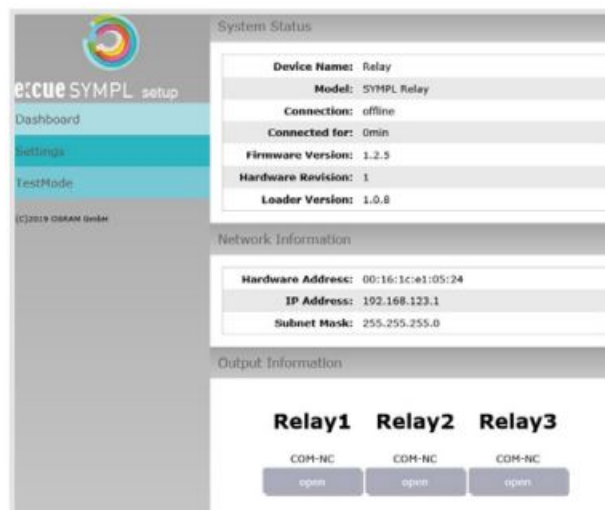 e:cue SYMPL setup
Dashboard
Settings
TestMode
(C)2019 OSRAM GmbH
System Status
Device Name: Relay
Model: SYMPL Relay
Connection: offline
Connected for: 0min
Firmware Version: 1.2.5
Hardware Revision: 1
Loader Version: 1.0.8
Network Information
Hardware Address: 00:16:1c:e1:05:24
IP Address: 192.168.123.1
Subnet Mask: 255.255.255.0
Output Information
Relay1 Relay2 Relay3
COM-NC COM-NC COM-NC
open open open